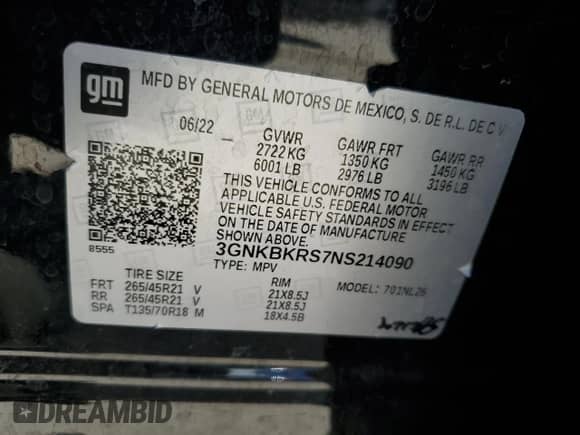 gm
MFD BY GENERAL MOTORS DE MEXICO, S. DE R.L. DE C V
06/22
GVWR GAWR FRT GAWR RR
2722 KG 1350 KG 1450 KG
6001 LB 2976 LB 3196 LB
THIS VEHICLE CONFORMS TO ALL
APPLICABLE U.S. FEDERAL MOTOR
VEHICLE SAFETY STANDARDS IN EFFECT
ON THE DATE OF MANUFACTURE
SHOWN ABOVE.
8555
3GNKBKRS7NS214090
TYPE: MPV
MODEL: 701NL26
TIRE SIZE RIM
FRT 265/45R21 V 21X8.5J
RR 265/45R21 V 21X8.5J
SPA T135/70R18 M 18X4.5B
DREAMBID